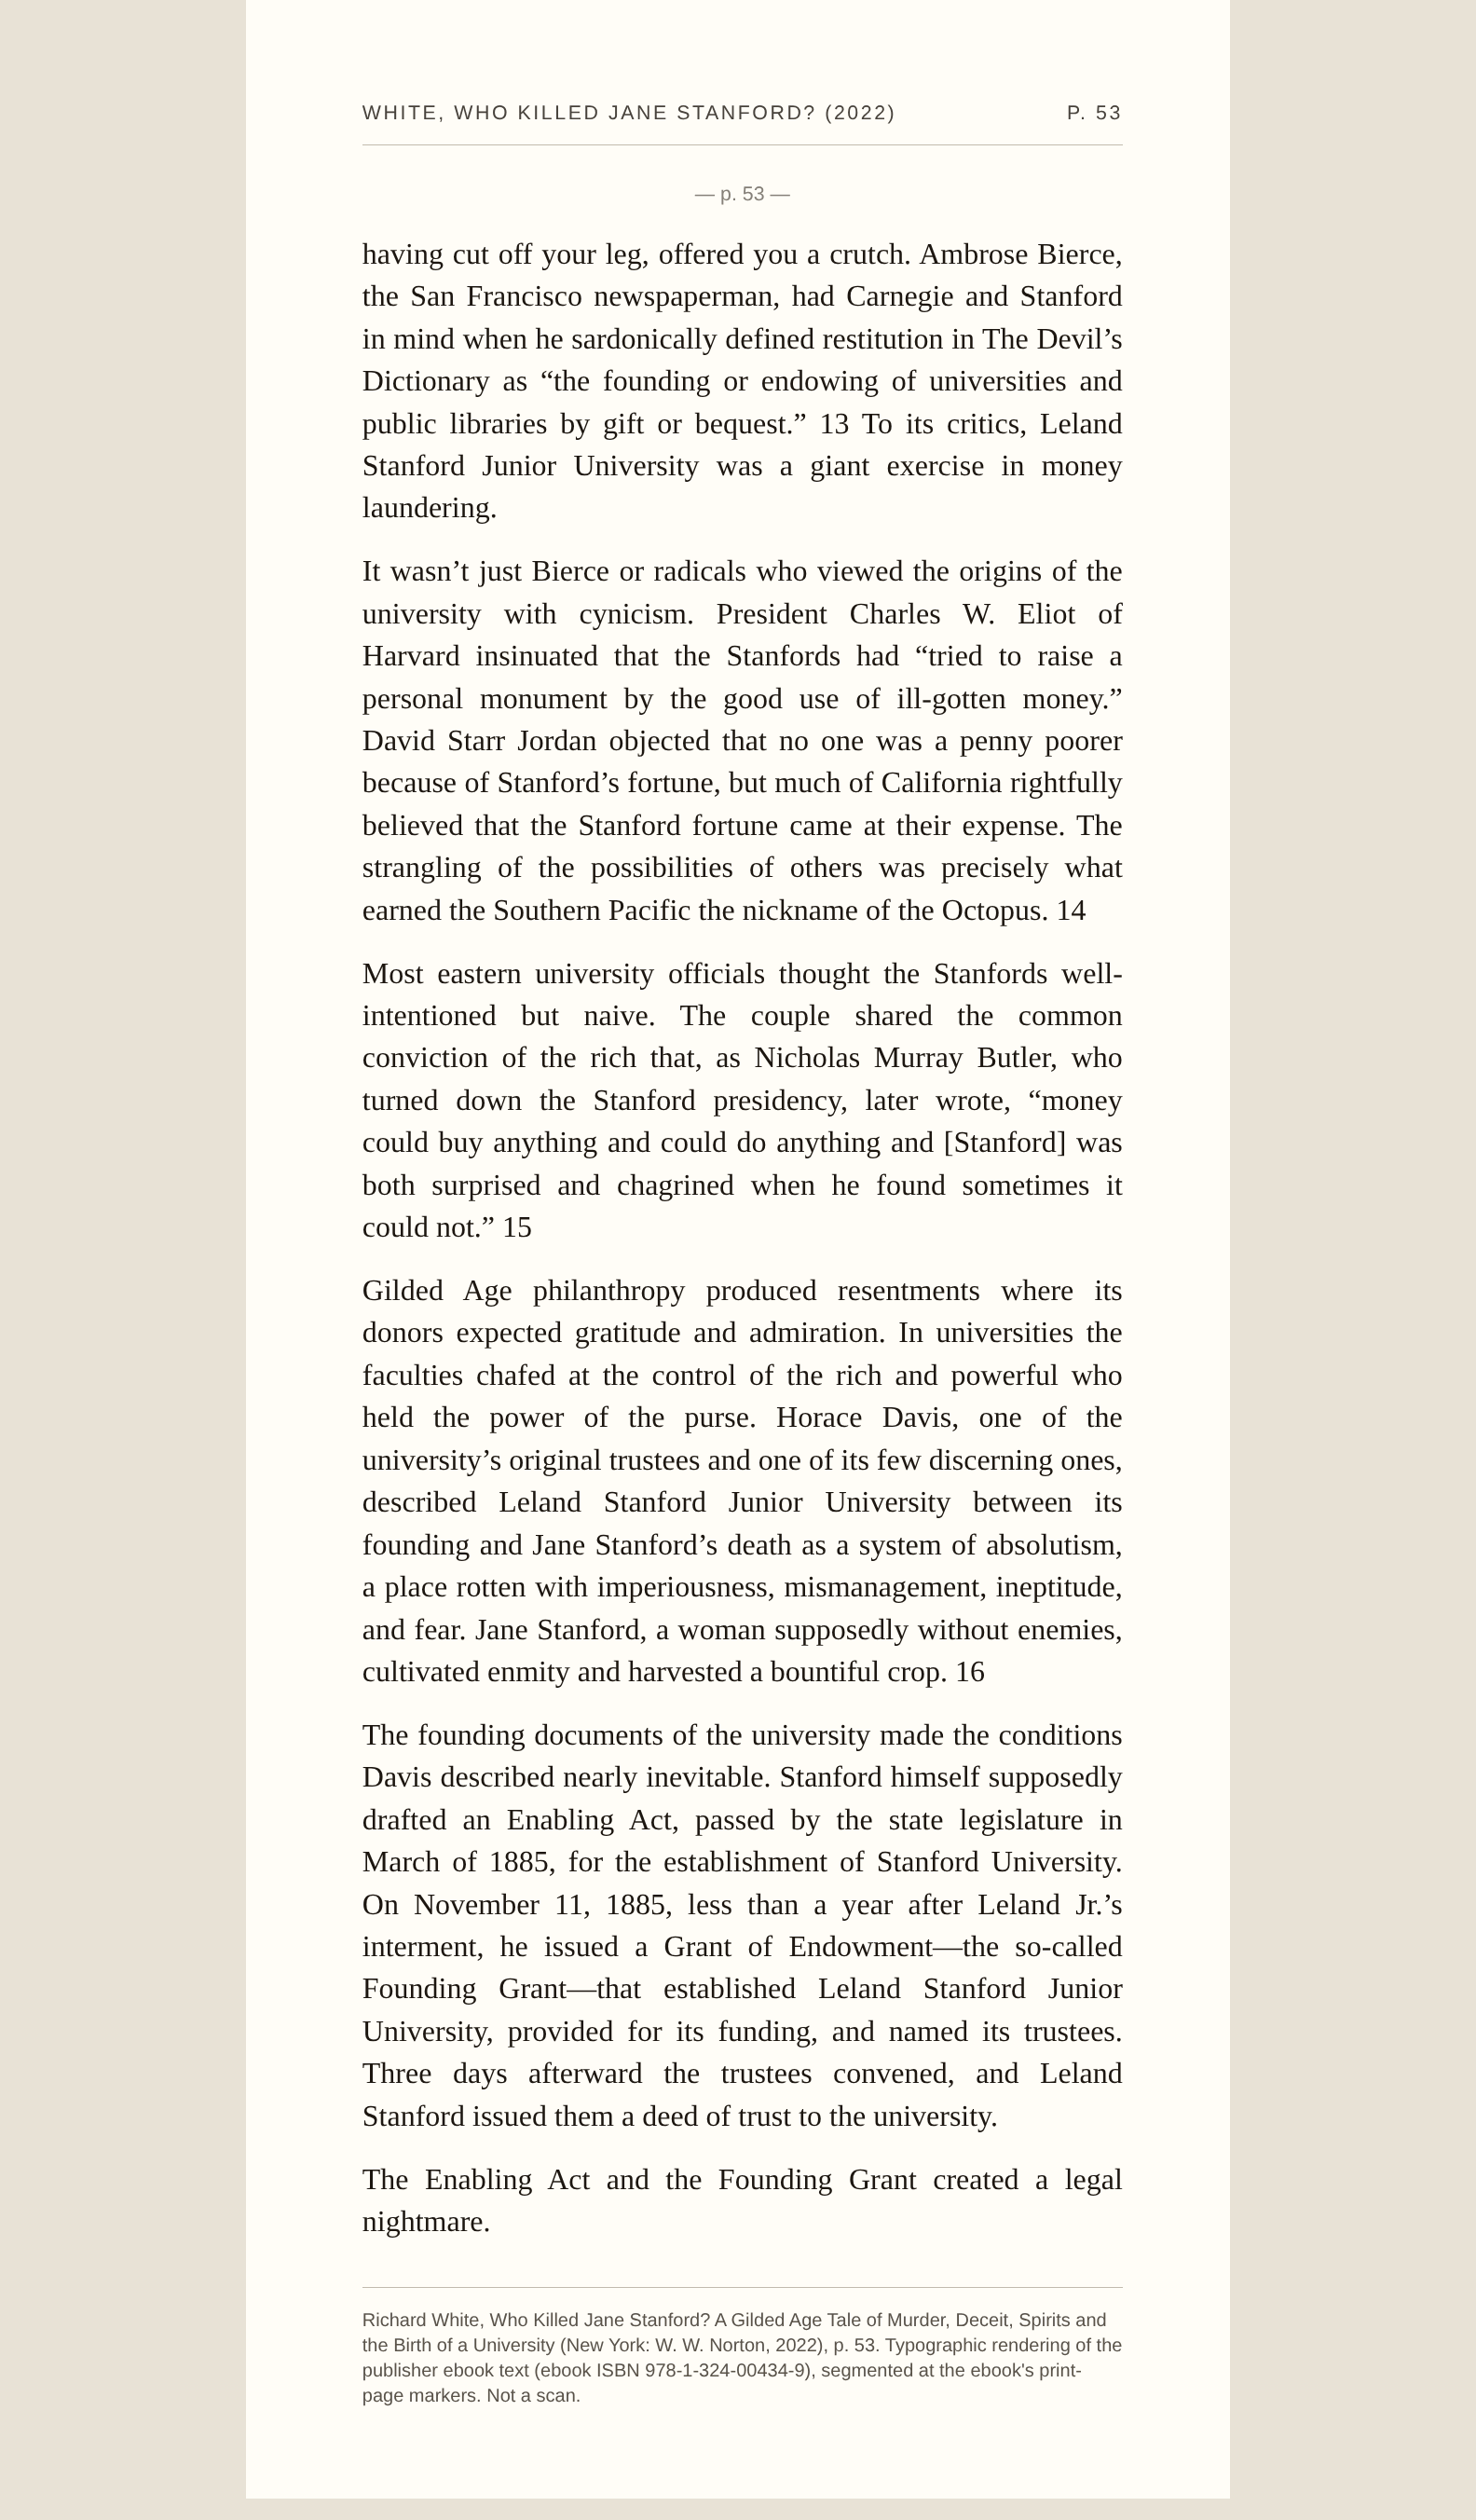 WHITE, WHO KILLED JANE STANFORD? (2022) P. 53
— p. 53 —
having cut off your leg, offered you a crutch. Ambrose Bierce,
the San Francisco newspaperman, had Carnegie and Stanford
in mind when he sardonically defined restitution in The Devil’s
Dictionary as “the founding or endowing of universities and
public libraries by gift or bequest.” 13 To its critics, Leland
Stanford Junior University was a giant exercise in money
laundering.
It wasn’t just Bierce or radicals who viewed the origins of the
university with cynicism. President Charles W. Eliot of
Harvard insinuated that the Stanfords had “tried to raise a
personal monument by the good use of ill-gotten money.”
David Starr Jordan objected that no one was a penny poorer
because of Stanford’s fortune, but much of California rightfully
believed that the Stanford fortune came at their expense. The
strangling of the possibilities of others was precisely what
earned the Southern Pacific the nickname of the Octopus. 14
Most eastern university officials thought the Stanfords well-
intentioned but naive. The couple shared the common
conviction of the rich that, as Nicholas Murray Butler, who
turned down the Stanford presidency, later wrote, “money
could buy anything and could do anything and [Stanford] was
both surprised and chagrined when he found sometimes it
could not.” 15
Gilded Age philanthropy produced resentments where its
donors expected gratitude and admiration. In universities the
faculties chafed at the control of the rich and powerful who
held the power of the purse. Horace Davis, one of the
university’s original trustees and one of its few discerning ones,
described Leland Stanford Junior University between its
founding and Jane Stanford’s death as a system of absolutism,
a place rotten with imperiousness, mismanagement, ineptitude,
and fear. Jane Stanford, a woman supposedly without enemies,
cultivated enmity and harvested a bountiful crop. 16
The founding documents of the university made the conditions
Davis described nearly inevitable. Stanford himself supposedly
drafted an Enabling Act, passed by the state legislature in
March of 1885, for the establishment of Stanford University.
On November 11, 1885, less than a year after Leland Jr.’s
interment, he issued a Grant of Endowment—the so-called
Founding Grant—that established Leland Stanford Junior
University, provided for its funding, and named its trustees.
Three days afterward the trustees convened, and Leland
Stanford issued them a deed of trust to the university.
The Enabling Act and the Founding Grant created a legal
nightmare.
Richard White, Who Killed Jane Stanford? A Gilded Age Tale of Murder, Deceit, Spirits and
the Birth of a University (New York: W. W. Norton, 2022), p. 53. Typographic rendering of the
publisher ebook text (ebook ISBN 978-1-324-00434-9), segmented at the ebook's print-
page markers. Not a scan.